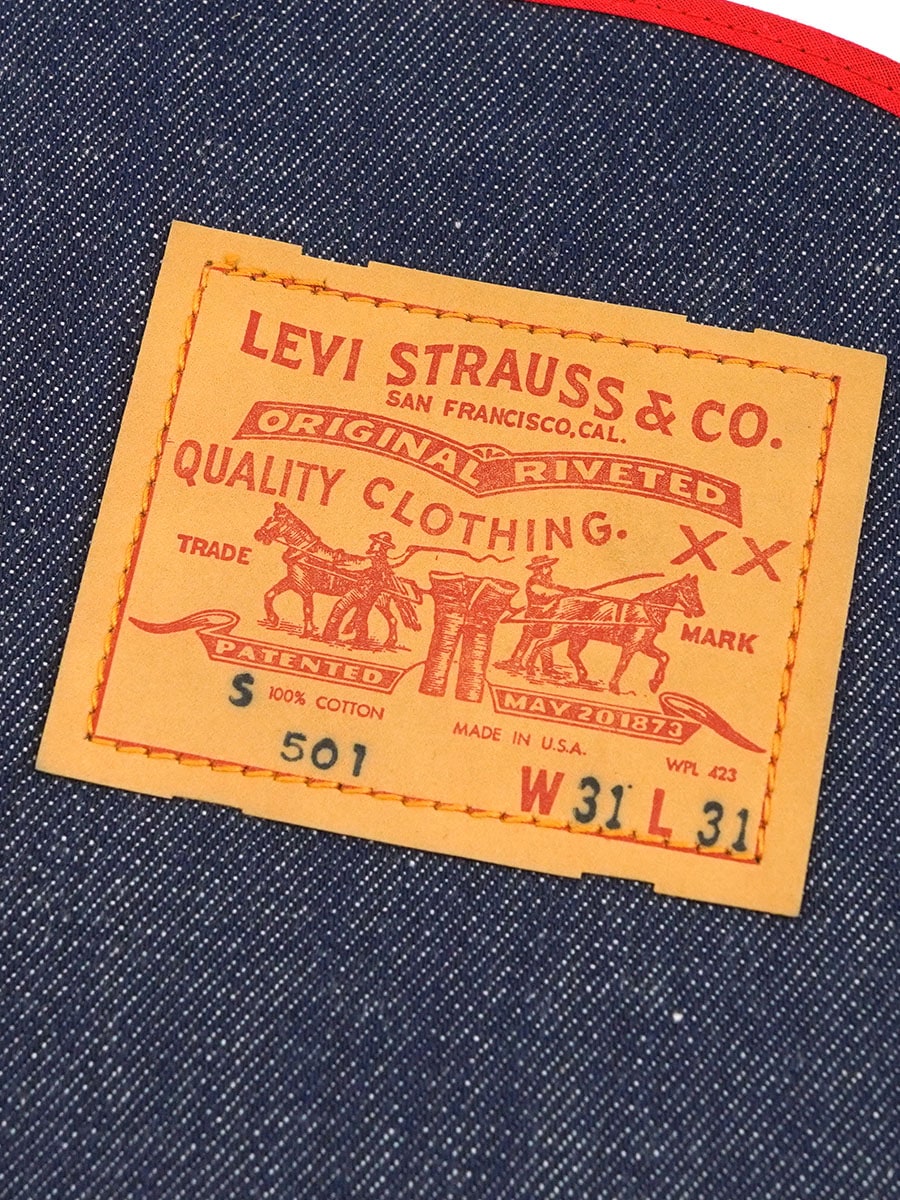 LEVI STRAUSS & CO.
SAN FRANCISCO, CAL.
ORIGINAL RIVETED
QUALITY CLOTHING.
XX
TRADE MARK
PATENTED MAY 20 1873
S 100% COTTON
MADE IN U.S.A.
WPL 423
501
W 31 L 31